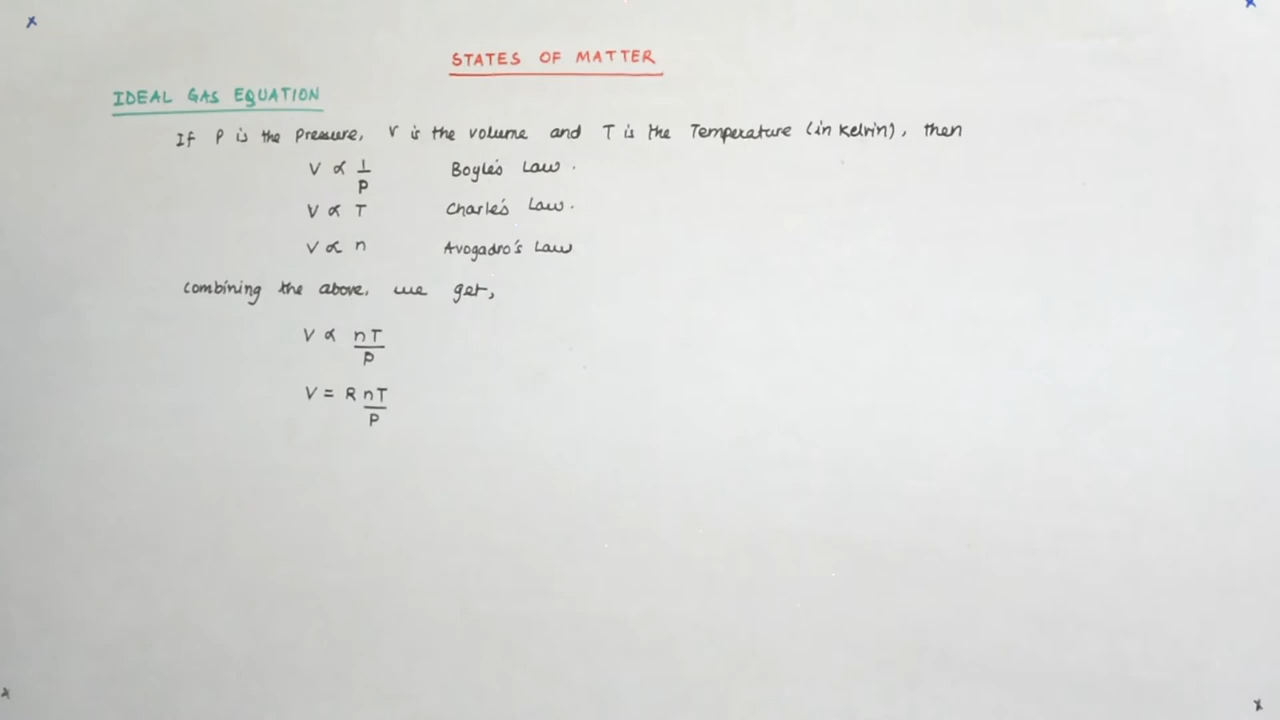 STATES OF MATTER
IDEAL GAS EQUATION
If P is the Pressure, V is the volume and T is the Temperature (in Kelvin), then
V ∝ 1/P Boyle's Law.
V ∝ T Charle's Law.
V ∝ n Avogadro's Law
Combining the above, we get,
V ∝ nT/P
V = R nT/P